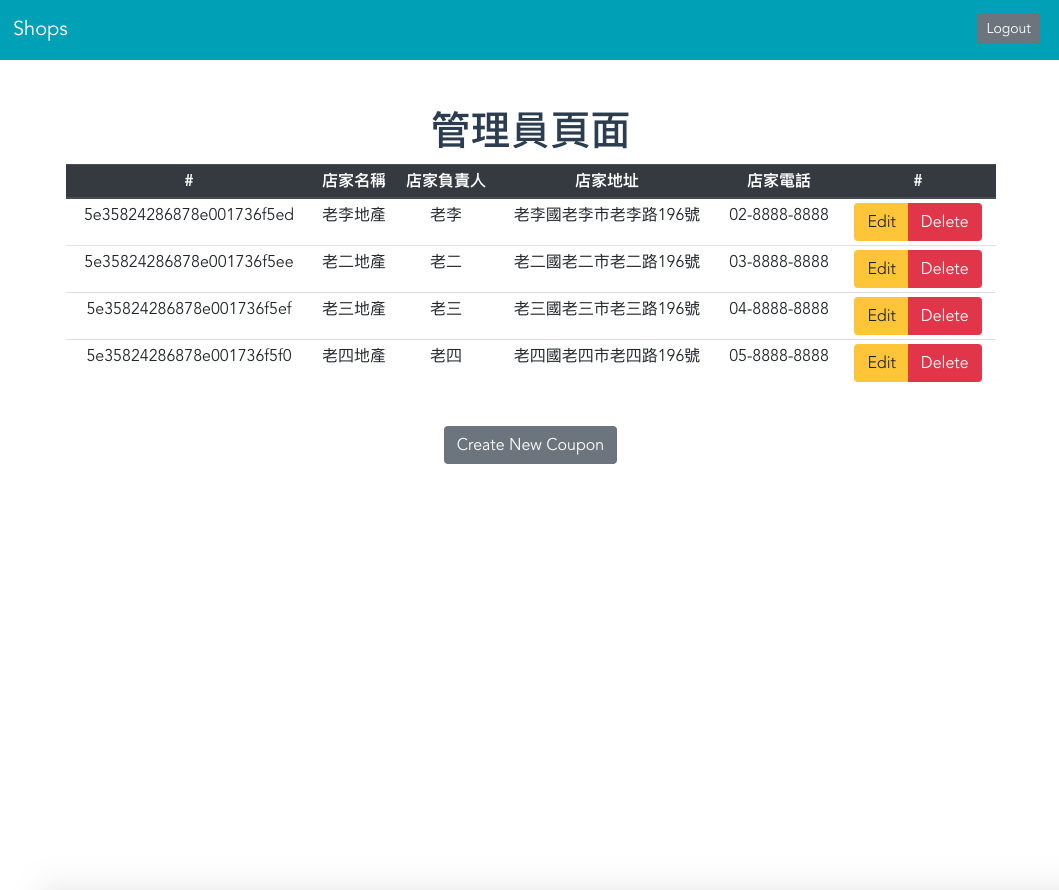 Shops Logout
管理員頁面
# 店家名稱 店家負責人 店家地址 店家電話 #
5e35824286878e001736f5ed 老李地產 老李 老李國老李市老李路196號 02-8888-8888 Edit Delete
5e35824286878e001736f5ee 老二地產 老二 老二國老二市老二路196號 03-8888-8888 Edit Delete
5e35824286878e001736f5ef 老三地產 老三 老三國老三市老三路196號 04-8888-8888 Edit Delete
5e35824286878e001736f5f0 老四地產 老四 老四國老四市老四路196號 05-8888-8888 Edit Delete
Create New Coupon